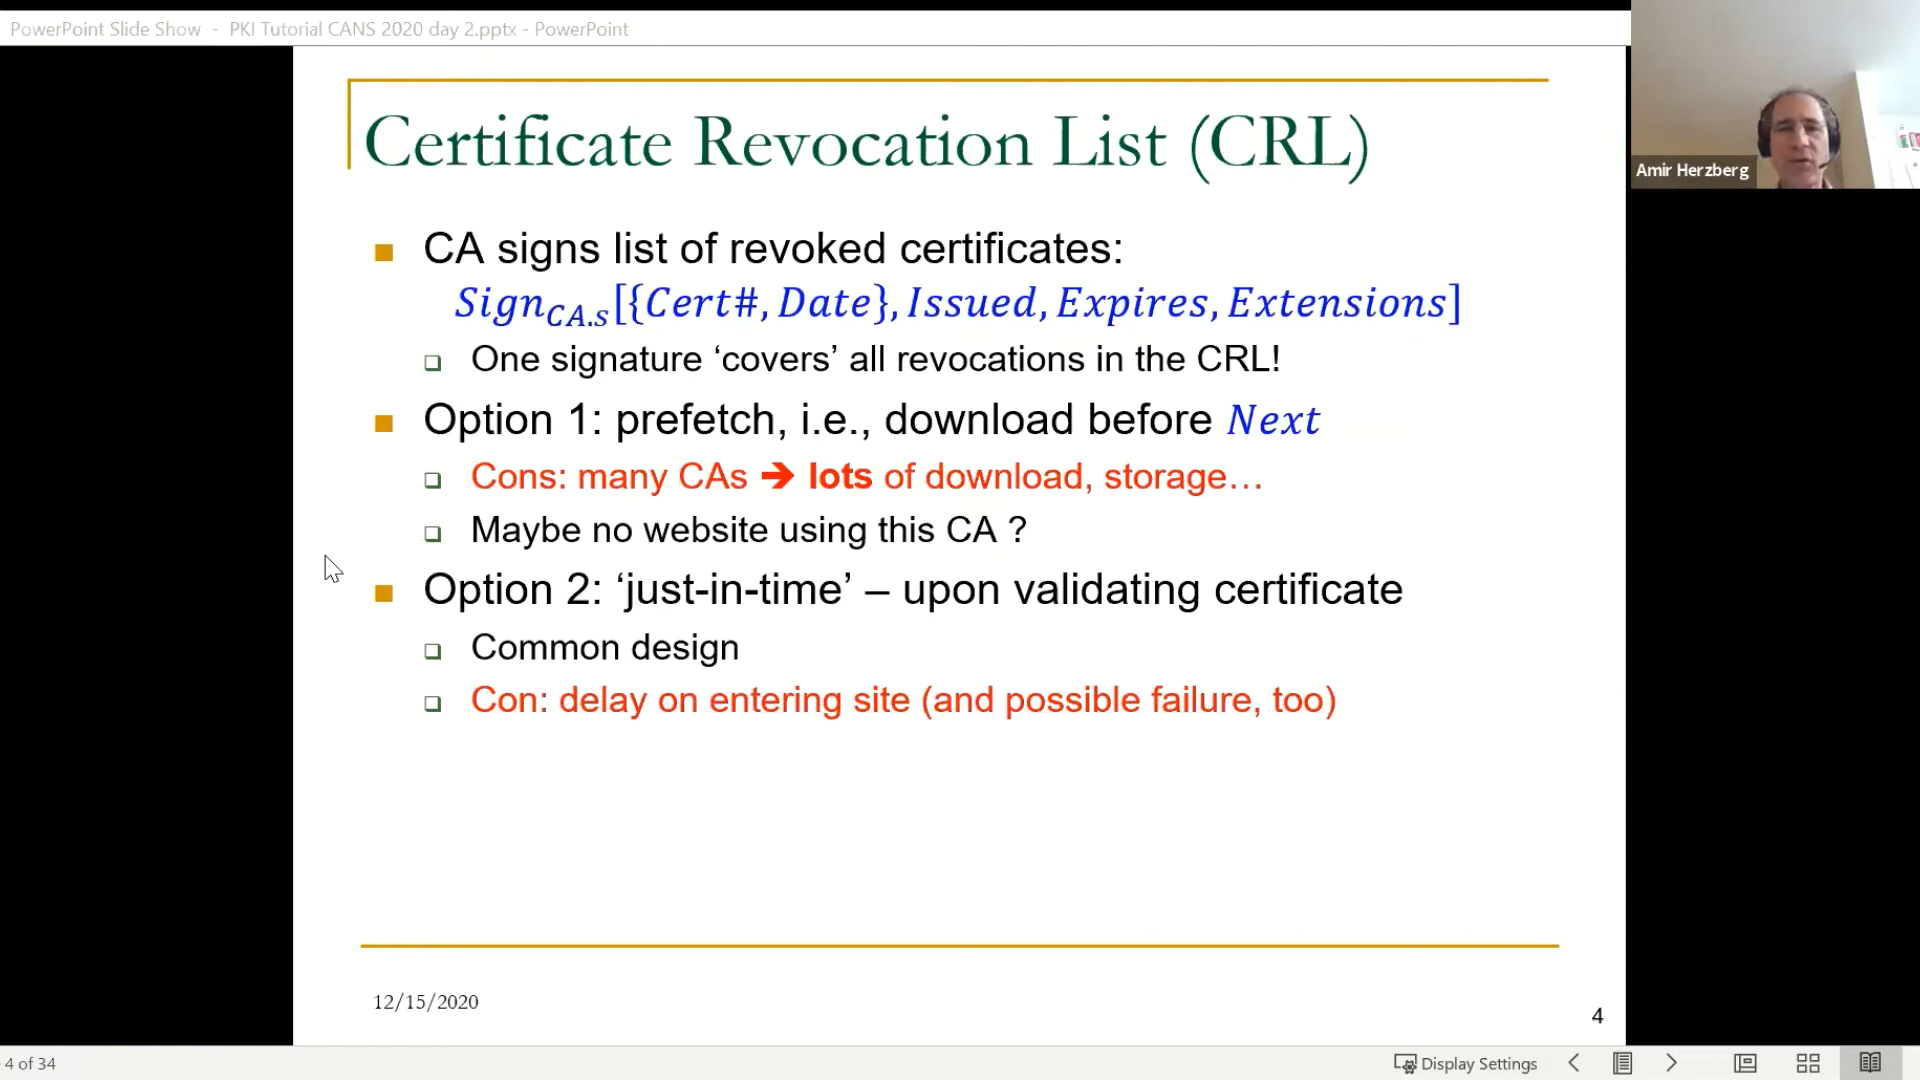 PowerPoint Slide Show - PKI Tutorial CANS 2020 day 2.pptx - PowerPoint
Amir Herzberg
Certificate Revocation List (CRL)
CA signs list of revoked certificates:
Sign_CA.s[{Cert#, Date}, Issued, Expires, Extensions]
One signature ‘covers’ all revocations in the CRL!
Option 1: prefetch, i.e., download before Next
Cons: many CAs ➔ lots of download, storage…
Maybe no website using this CA ?
Option 2: ‘just-in-time’ – upon validating certificate
Common design
Con: delay on entering site (and possible failure, too)
12/15/2020
4
4 of 34
Display Settings